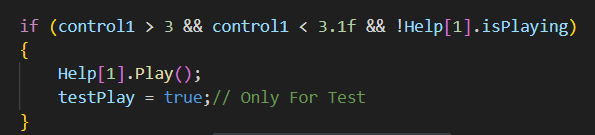 if (control1 > 3 && control1 < 3.1f && !Help[1].isPlaying)
{
Help[1].Play();
testPlay = true;// Only For Test
}